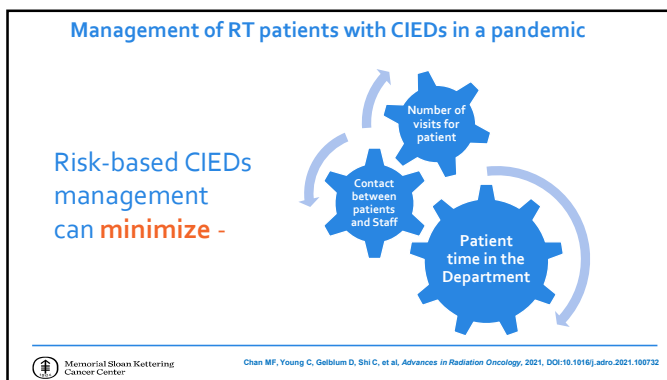 Management of RT patients with CIEDs in a pandemic
Risk-based CIEDs
management
can minimize -
Number of
visits for
patient
Contact
between
patients
and Staff
Patient
time in the
Department
Memorial Sloan Kettering
Cancer Center
Chan MF, Young C, Gelblum D, Shi C, et al, Advances in Radiation Oncology, 2021, DOI:10.1016/j.adro.2021.100732